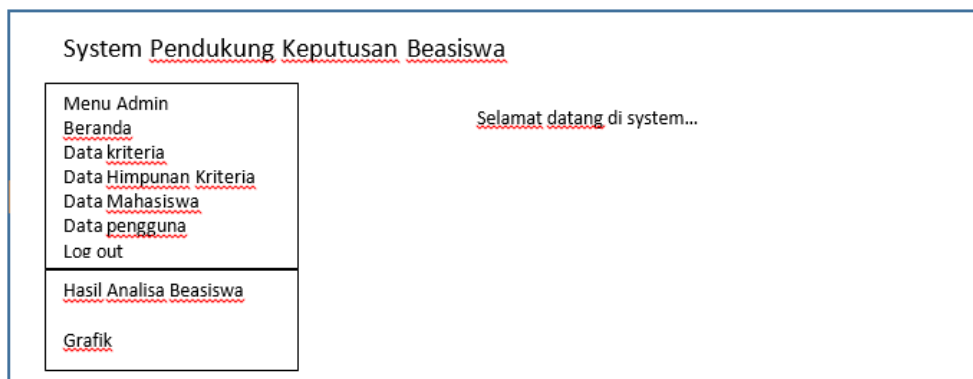 System Pendukung Keputusan Beasiswa
Menu Admin
Beranda
Data kriteria
Data Himpunan Kriteria
Data Mahasiswa
Data pengguna
Log out
Hasil Analisa Beasiswa
Grafik
Selamat datang di system...